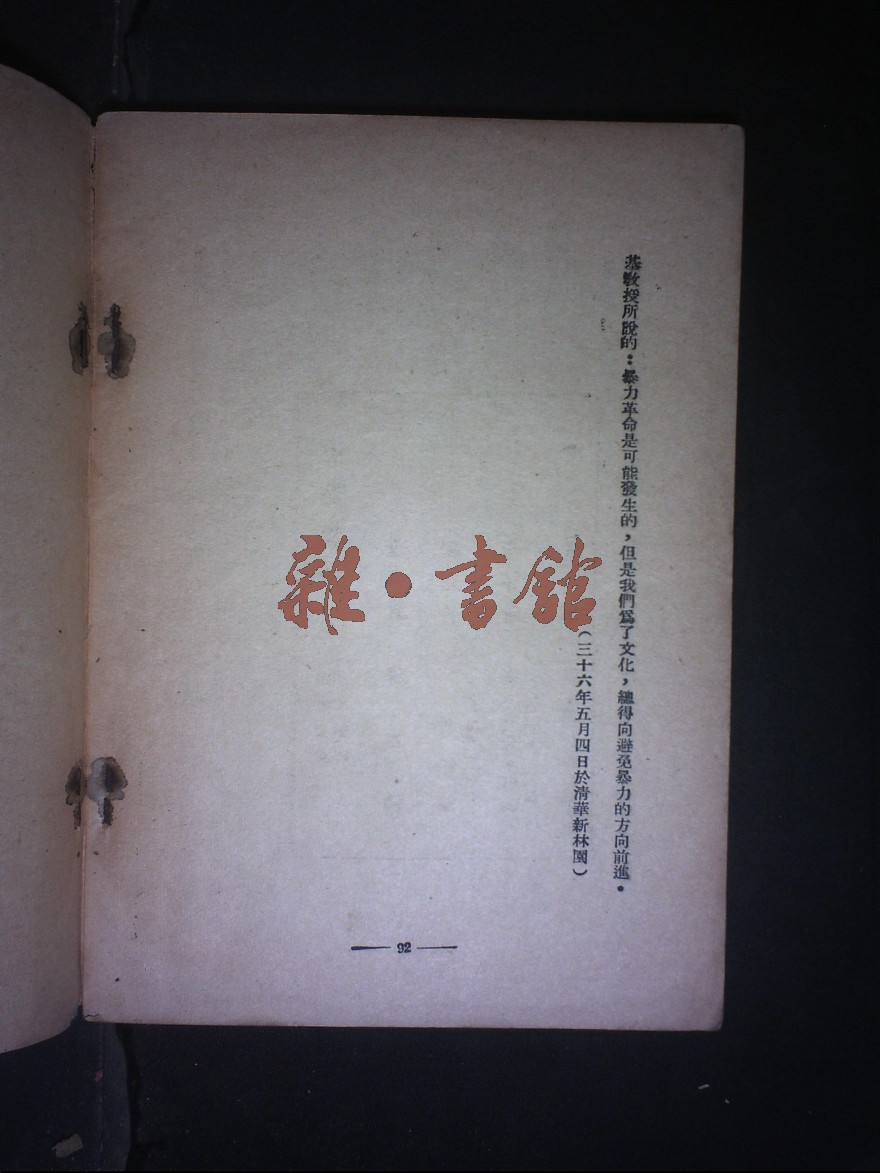 基教授所說的：暴力革命是可能發生的，但是我們爲了文化，總得向避免暴力的方向前進．
（三十六年五月四日於清華新林園）
雜·書館
92